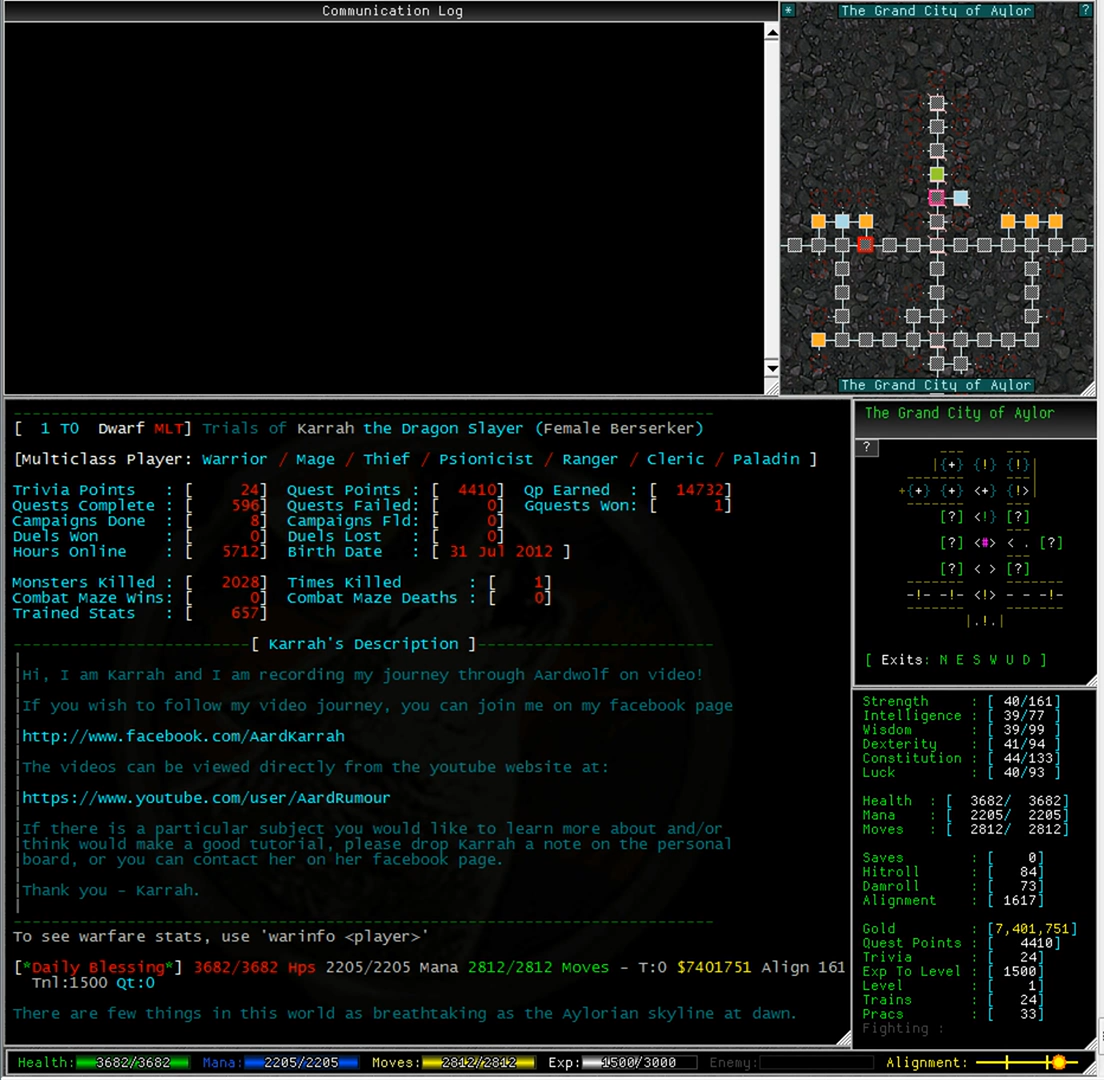 Communication Log
* The Grand City of Aylor ?
The Grand City of Aylor
[ 1 T0 Dwarf MLT] Trials of Karrah the Dragon Slayer (Female Berserker)
[Multiclass Player: Warrior / Mage / Thief / Psionicist / Ranger / Cleric / Paladin ]
Trivia Points : [ 24] Quest Points : [ 4410] Qp Earned : [ 14732]
Quests Complete : [ 596] Quests Failed: [ 0] Gquests Won: [ 1]
Campaigns Done : [ 8] Campaigns Fld: [ 0]
Duels Won : [ 0] Duels Lost : [ 0]
Hours Online : [ 5712] Birth Date : [ 31 Jul 2012 ]
Monsters Killed : [ 2028] Times Killed : [ 1]
Combat Maze Wins: [ 0] Combat Maze Deaths : [ 0]
Trained Stats : [ 657]
[ Karrah's Description ]
Hi, I am Karrah and I am recording my journey through Aardwolf on video!
If you wish to follow my video journey, you can join me on my facebook page
http://www.facebook.com/AardKarrah
The videos can be viewed directly from the youtube website at:
https://www.youtube.com/user/AardRumour
If there is a particular subject you would like to learn more about and/or
think would make a good tutorial, please drop Karrah a note on the personal
board, or you can contact her on her facebook page.
Thank you - Karrah.
To see warfare stats, use 'warinfo <player>'
[*Daily Blessing*] 3682/3682 Hps 2205/2205 Mana 2812/2812 Moves - T:0 $7401751 Align 161
Tnl:1500 Qt:0
There are few things in this world as breathtaking as the Aylorian skyline at dawn.
The Grand City of Aylor
?
|{+} {!} {!}|
+{+} {+} <+} {!>|
[?] <!} [?]
[?] <#> < . [?]
[?] < > [?]
-!- -!- <!> - - -!-
|.!.|
[ Exits: N E S W U D ]
Strength : [ 40/161]
Intelligence : [ 39/77 ]
Wisdom : [ 39/99 ]
Dexterity : [ 41/94 ]
Constitution : [ 44/133]
Luck : [ 40/93 ]
Health : [ 3682/ 3682]
Mana : [ 2205/ 2205]
Moves : [ 2812/ 2812]
Saves : [ 0]
Hitroll : [ 84]
Damroll : [ 73]
Alignment : [ 1617]
Gold : [7,401,751]
Quest Points : [ 4410]
Trivia : [ 24]
Exp To Level : [ 1500]
Level : [ 1]
Trains : [ 24]
Pracs : [ 33]
Fighting :
Health: 3682/3682 Mana: 2205/2205 Moves: 2812/2812 Exp: 1500/3000 Enemy: Alignment: